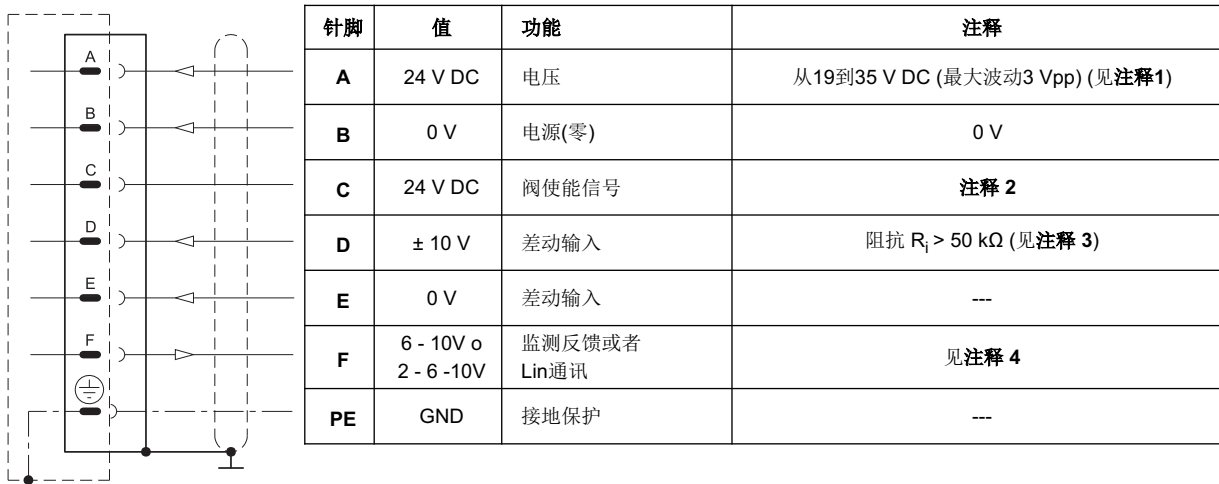 A
B
C
D
E
F
针脚 值 功能 注释
A 24 V DC 电压 从19到35 V DC (最大波动3 Vpp) (见注释1)
B 0 V 电源(零) 0 V
C 24 V DC 阀使能信号 注释 2
D ± 10 V 差动输入 阻抗 Ri > 50 kΩ (见注释 3)
E 0 V 差动输入 ---
F 6 - 10V o 监测反馈或者 见注释 4
2 - 6 -10V Lin通讯
PE GND 接地保护 ---